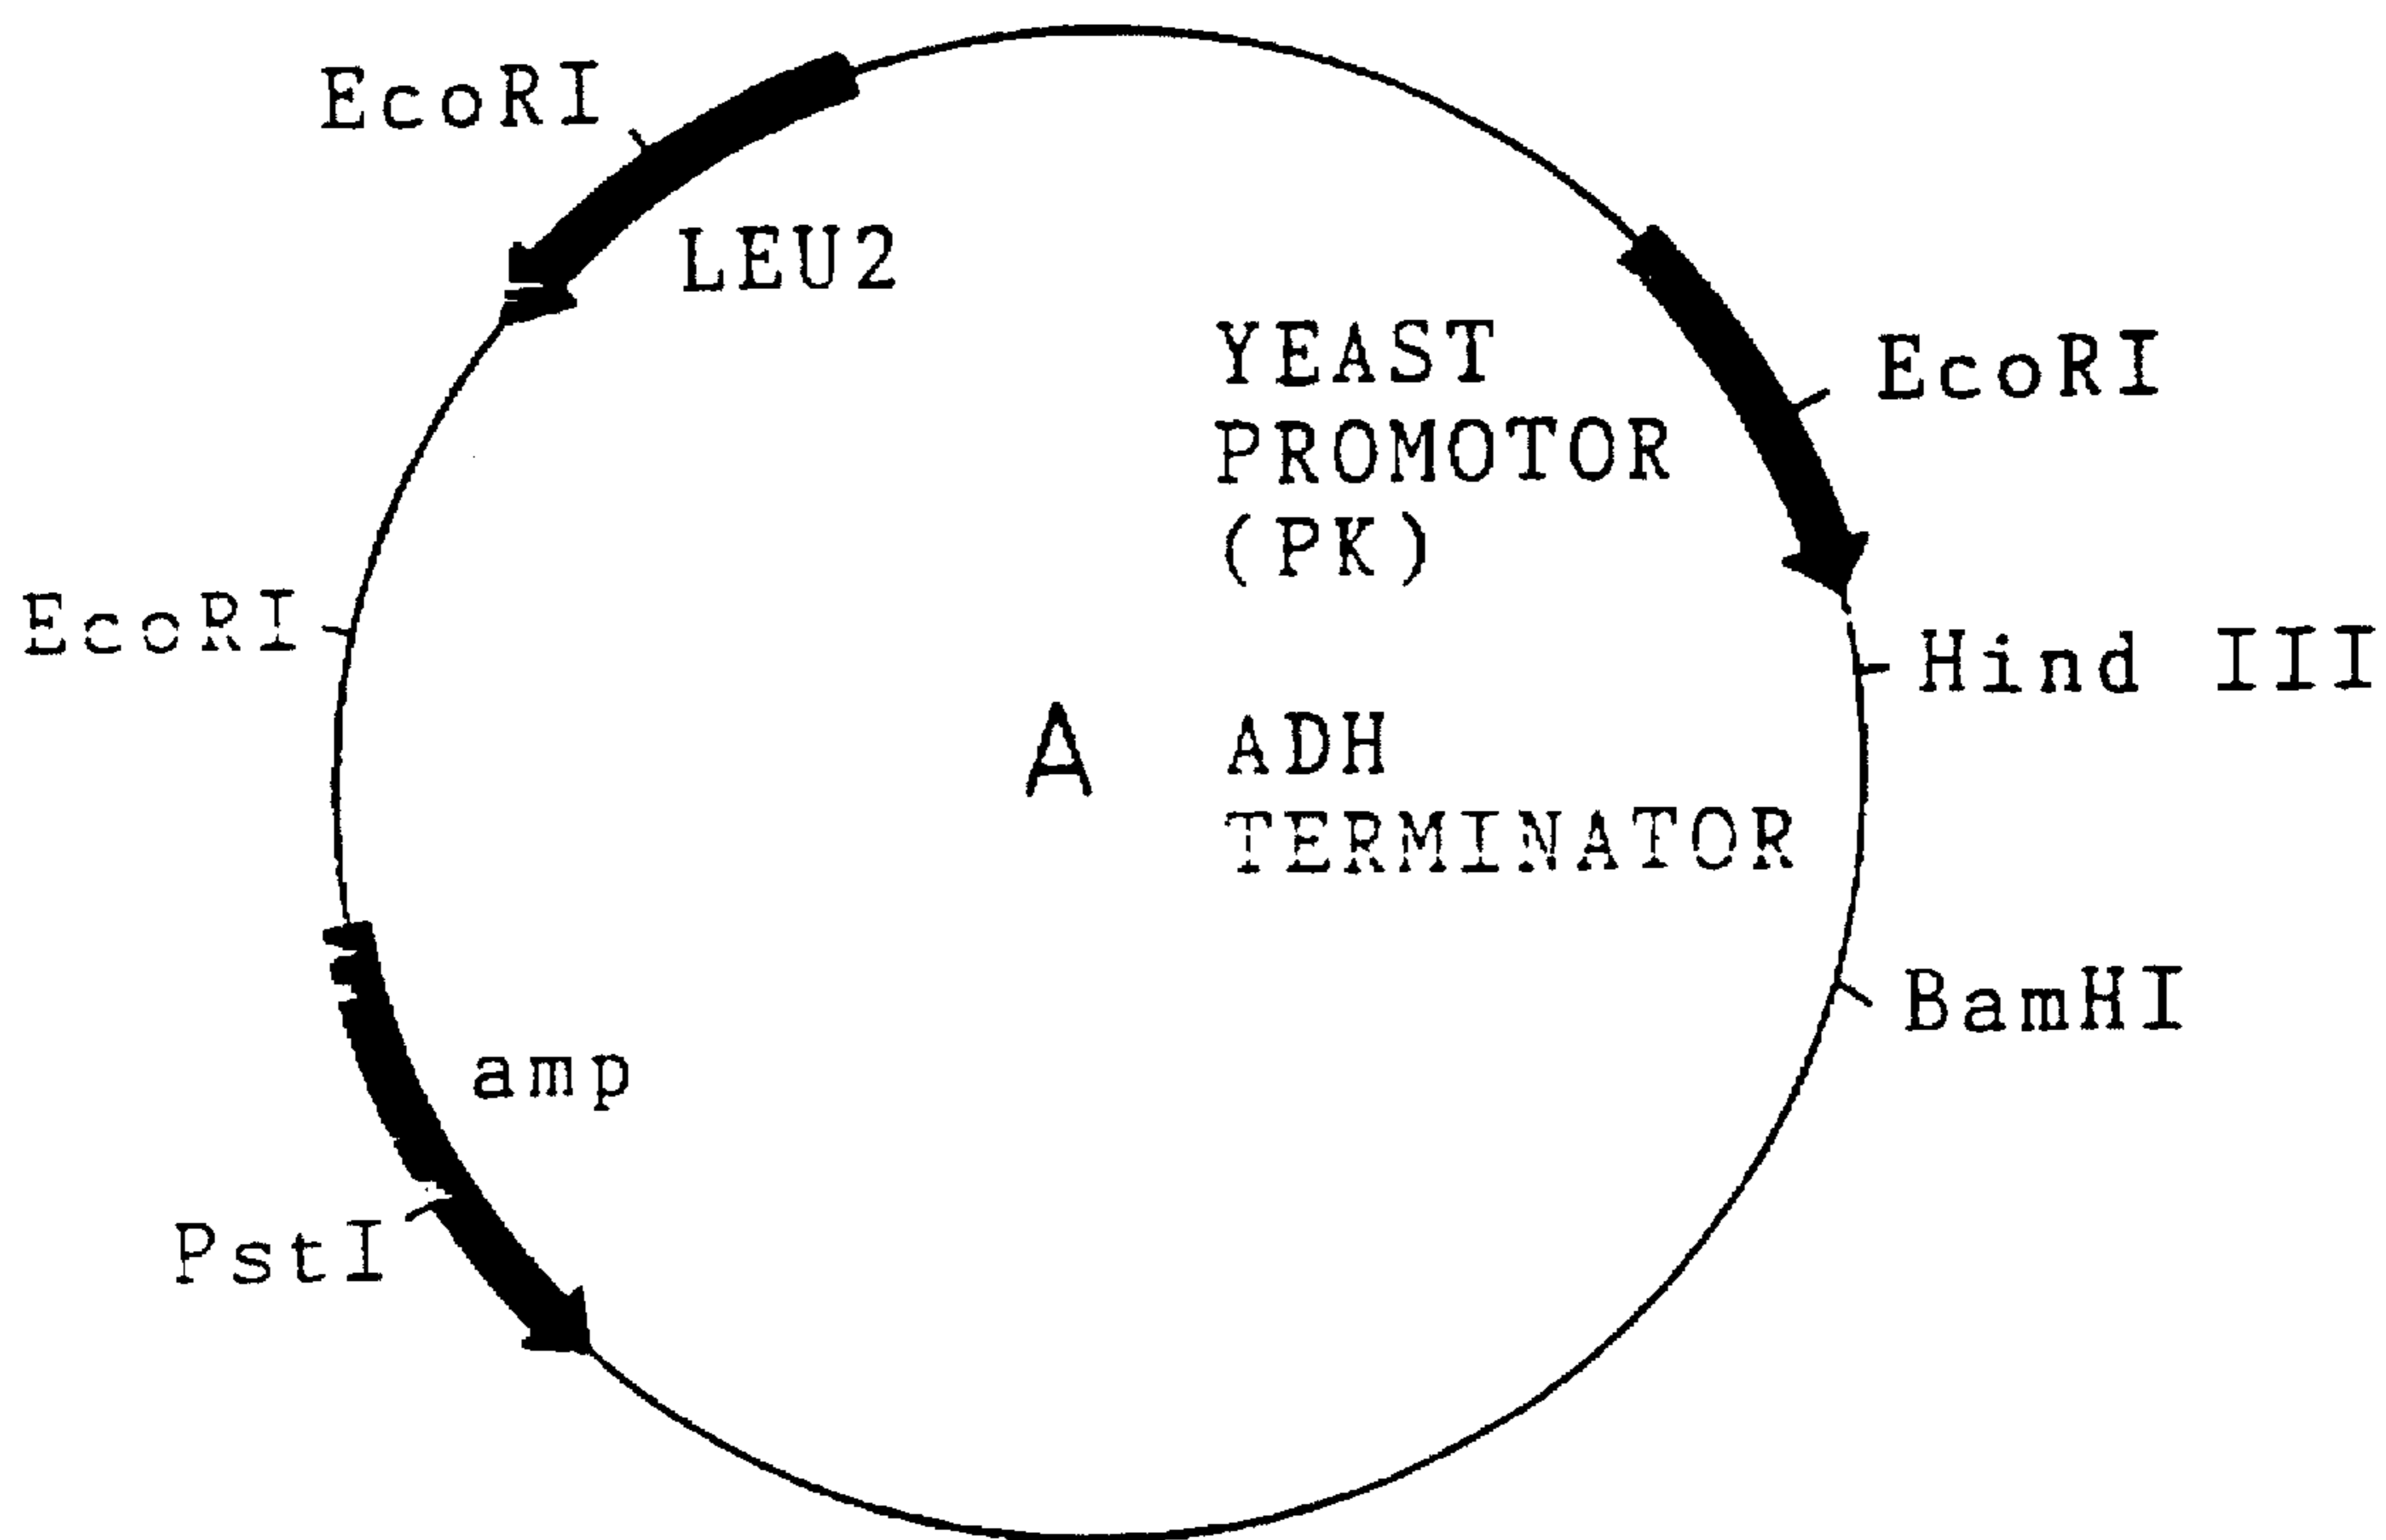 EcoRI
LEU2
YEAST
PROMOTOR
(PK)
EcoRI
EcoRI
Hind III
A
ADH
TERMINATOR
BamHI
amp
PstI